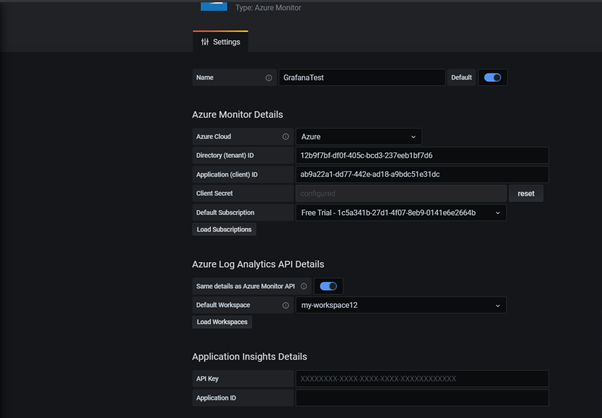 Type: Azure Monitor
Settings
Name GrafanaTest Default
Azure Monitor Details
Azure Cloud Azure
Directory (tenant) ID 12b9f7bf-df0f-405c-bcd3-237eeb1bf7d6
Application (client) ID ab9a22a1-dd77-442e-ad18-a9bdc51e31dc
Client Secret configured reset
Default Subscription Free Trial - 1c5a341b-27d1-4f07-8eb9-0141e6e2664b
Load Subscriptions
Azure Log Analytics API Details
Same details as Azure Monitor API
Default Workspace my-workspace12
Load Workspaces
Application Insights Details
API Key XXXXXXXX-XXXX-XXXX-XXXX-XXXXXXXXXXXX
Application ID